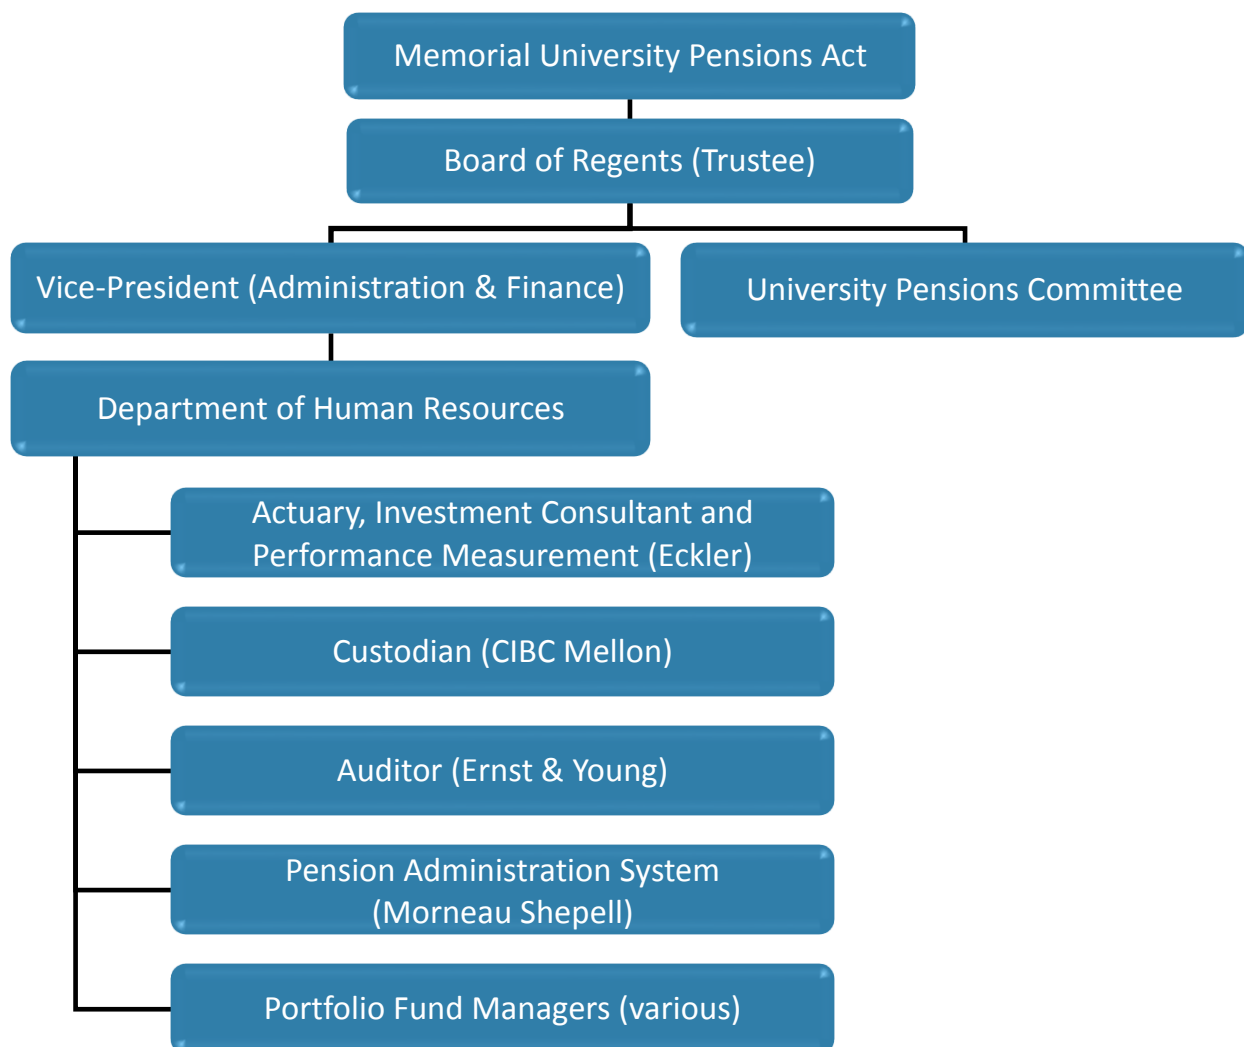 Memorial University Pensions Act
Board of Regents (Trustee)
Vice-President (Administration & Finance)
University Pensions Committee
Department of Human Resources
Actuary, Investment Consultant and
Performance Measurement (Eckler)
Custodian (CIBC Mellon)
Auditor (Ernst & Young)
Pension Administration System
(Morneau Shepell)
Portfolio Fund Managers (various)